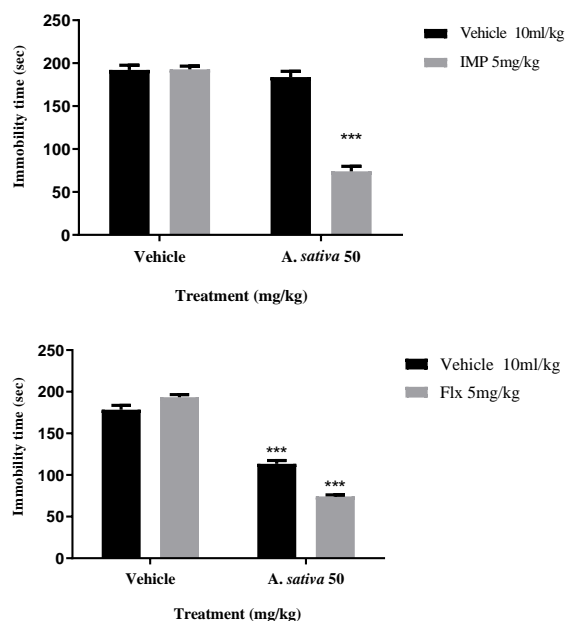 250
200
150
100
50
0
Immobility time (sec)
Vehicle 10ml/kg
IMP 5mg/kg
***
Vehicle
A. sativa 50
Treatment (mg/kg)
250
200
150
100
50
0
Immobility time (sec)
Vehicle 10ml/kg
Flx 5mg/kg
***
***
Vehicle
A. sativa 50
Treatment (mg/kg)